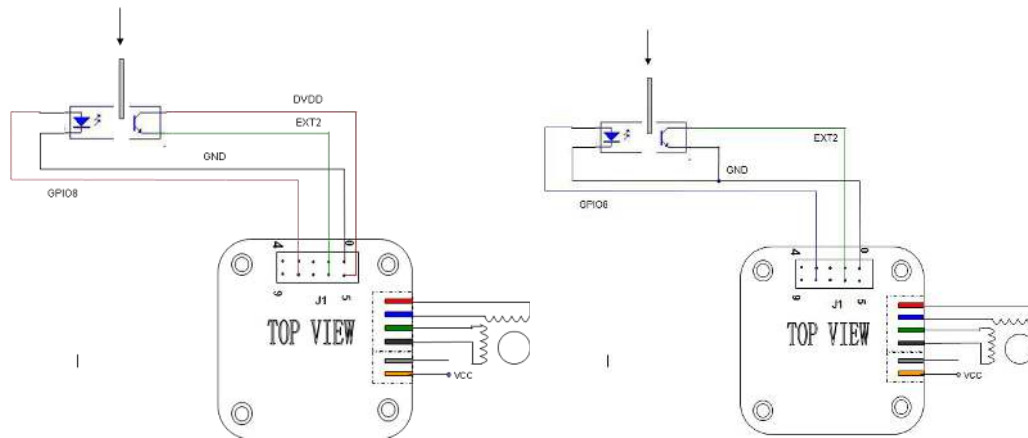 DVDD
EXT2
GND
GPIO8
4
0
9
J1
5
TOP VIEW
VCC
EXT2
GND
GPIO8
4
0
9
J1
5
TOP VIEW
VCC